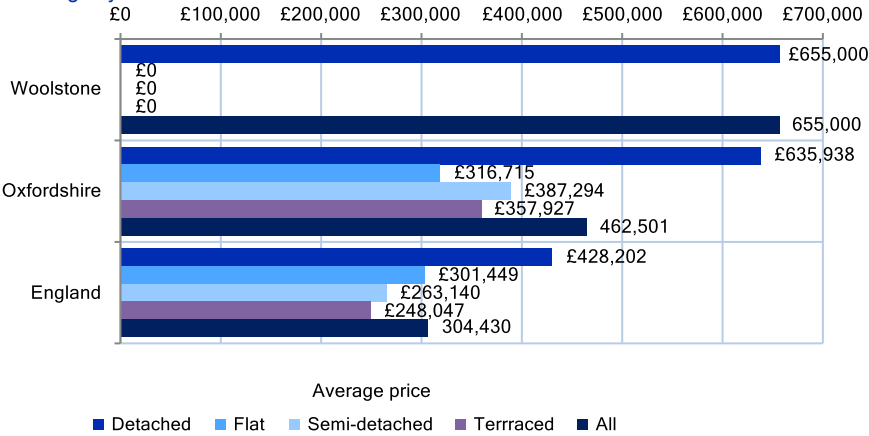 £0 £100,000 £200,000 £300,000 £400,000 £500,000 £600,000 £700,000
£655,000
£0
Woolstone £0
£0
655,000
£635,938
£316,715
Oxfordshire £387,294
£357,927
462,501
£428,202
£301,449
England £263,140
£248,047
304,430
Average price
Detached Flat Semi-detached Terrraced All